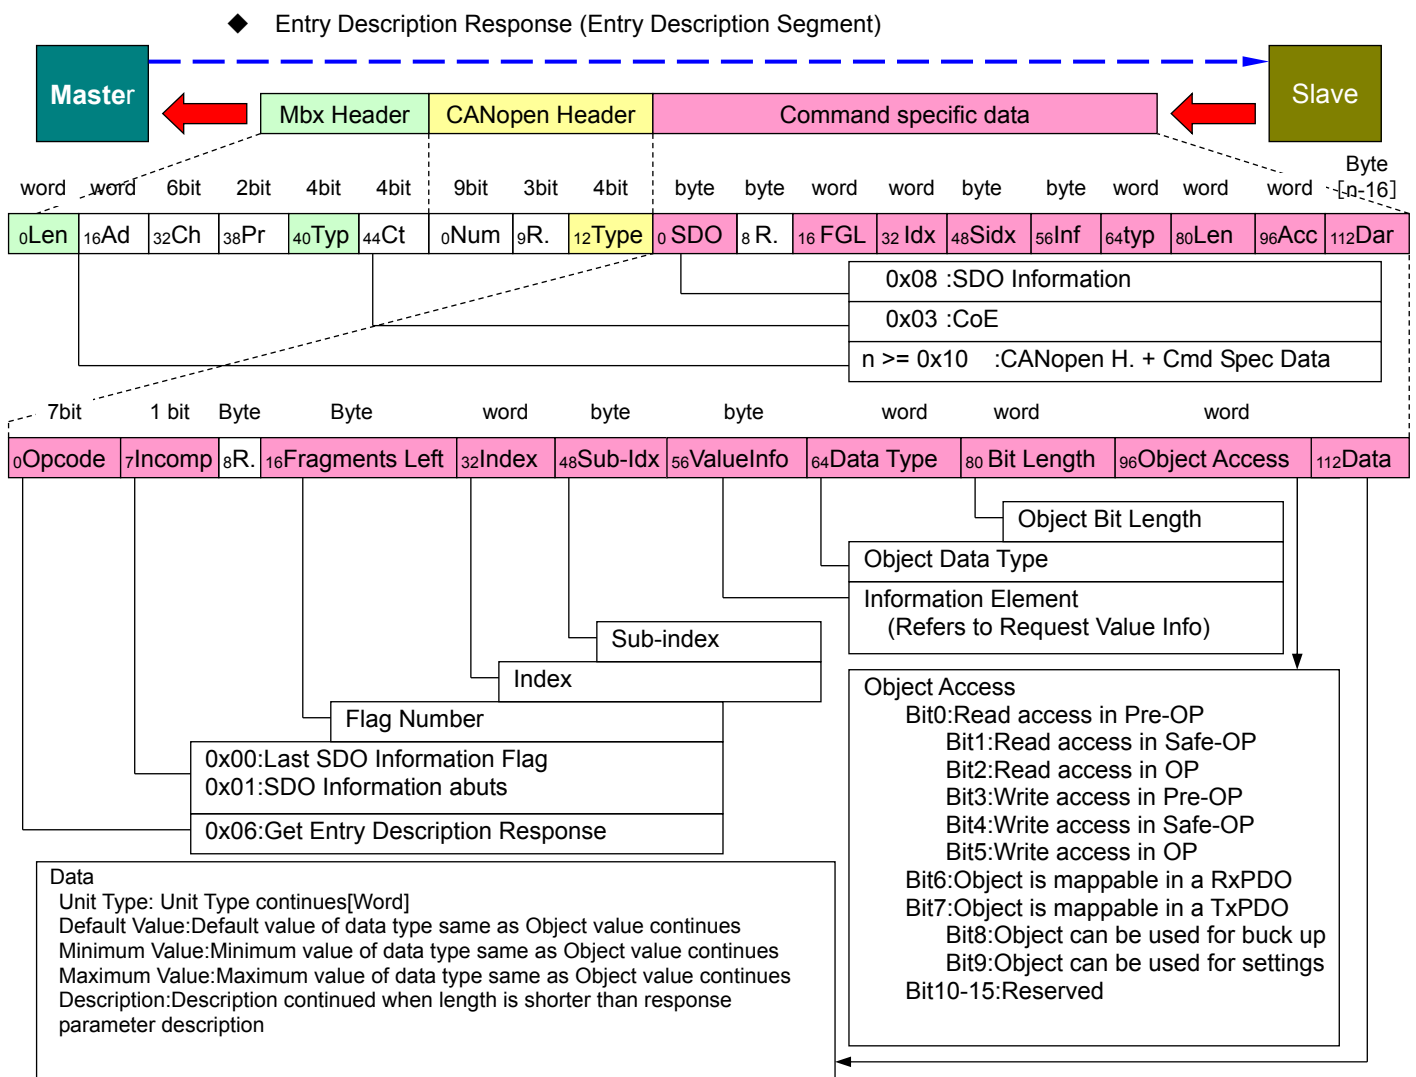 ◆ Entry Description Response (Entry Description Segment)
Master
Slave
Mbx Header CANopen Header Command specific data
word word 6bit 2bit 4bit 4bit 9bit 3bit 4bit byte byte word word byte byte word word word Byte [n-16]
0Len 16Ad 32Ch 38Pr 40Typ 44Ct 0Num 9R. 12Type 0 SDO 8 R. 16 FGL 32 Idx 48Sidx 56Inf 64typ 80Len 96Acc 112Dar
0x08 :SDO Information
0x03 :CoE
n >= 0x10 :CANopen H. + Cmd Spec Data
7bit 1 bit Byte Byte word byte byte word word word
0Opcode 7Incomp 8R. 16Fragments Left 32Index 48Sub-Idx 56ValueInfo 64Data Type 80 Bit Length 96Object Access 112Data
Object Bit Length
Object Data Type
Information Element
(Refers to Request Value Info)
Sub-index
Index
Flag Number
0x00:Last SDO Information Flag
0x01:SDO Information abuts
0x06:Get Entry Description Response
Object Access
Bit0:Read access in Pre-OP
Bit1:Read access in Safe-OP
Bit2:Read access in OP
Bit3:Write access in Pre-OP
Bit4:Write access in Safe-OP
Bit5:Write access in OP
Bit6:Object is mappable in a RxPDO
Bit7:Object is mappable in a TxPDO
Bit8:Object can be used for buck up
Bit9:Object can be used for settings
Bit10-15:Reserved
Data
Unit Type: Unit Type continues[Word]
Default Value:Default value of data type same as Object value continues
Minimum Value:Minimum value of data type same as Object value continues
Maximum Value:Maximum value of data type same as Object value continues
Description:Description continued when length is shorter than response
parameter description